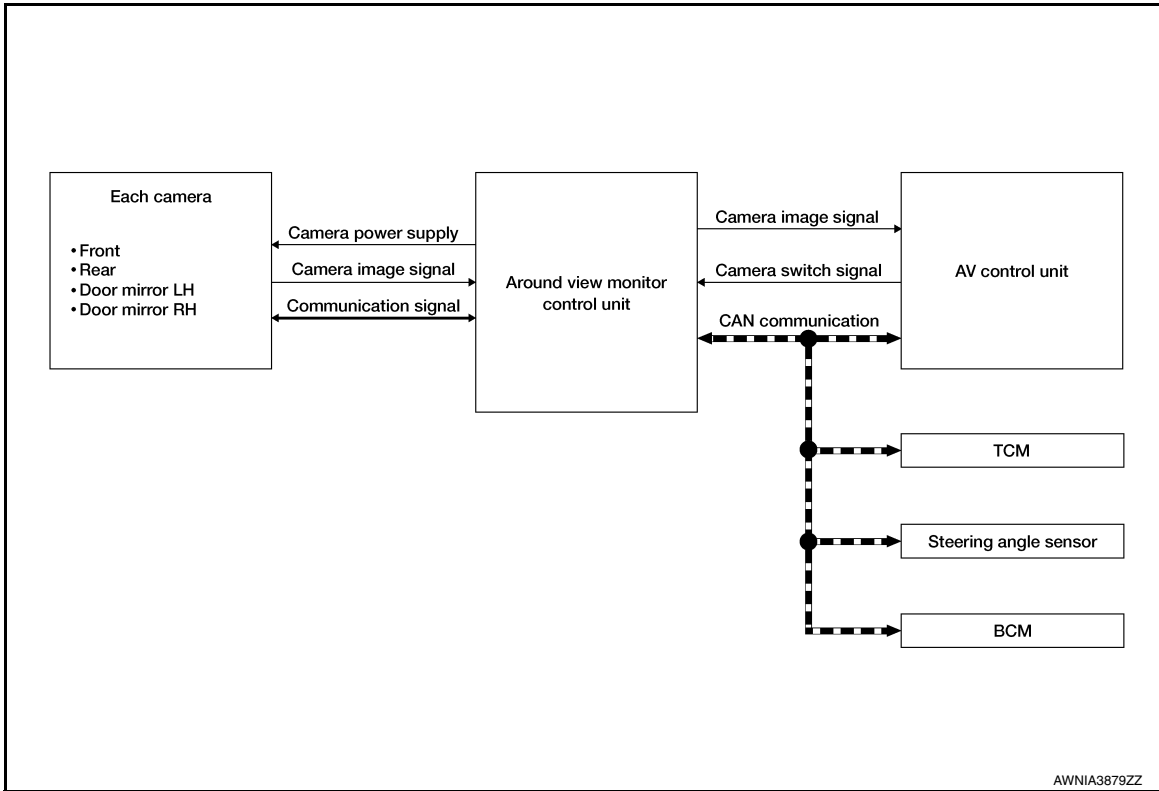 Each camera
• Front
• Rear
• Door mirror LH
• Door mirror RH
Camera power supply
Camera image signal
Communication signal
Around view monitor
control unit
Camera image signal
Camera switch signal
CAN communication
AV control unit
TCM
Steering angle sensor
BCM
AWNIA3879ZZ